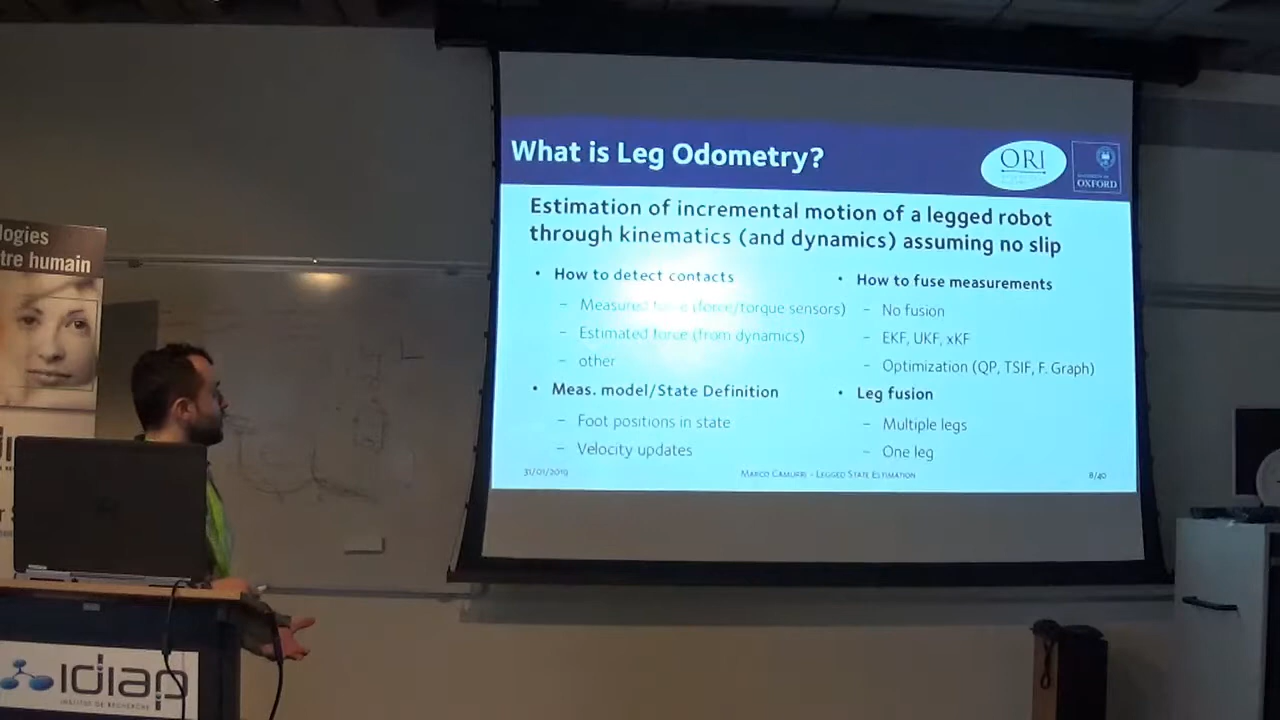 logies
tre humain
What is Leg Odometry?
ORI
OXFORD
Estimation of incremental motion of a legged robot
through kinematics (and dynamics) assuming no slip
• How to detect contacts
– Measured force (force/torque sensors)
– Estimated force (from dynamics)
– other
• Meas. model/State Definition
– Foot positions in state
– Velocity updates
• How to fuse measurements
– No fusion
– EKF, UKF, xKF
– Optimization (QP, TSIF, F. Graph)
• Leg fusion
– Multiple legs
– One leg
31/01/2019
Marco Camurri - Legged State Estimation
8/40
idiap
INSTITUT DE RECHERCHE